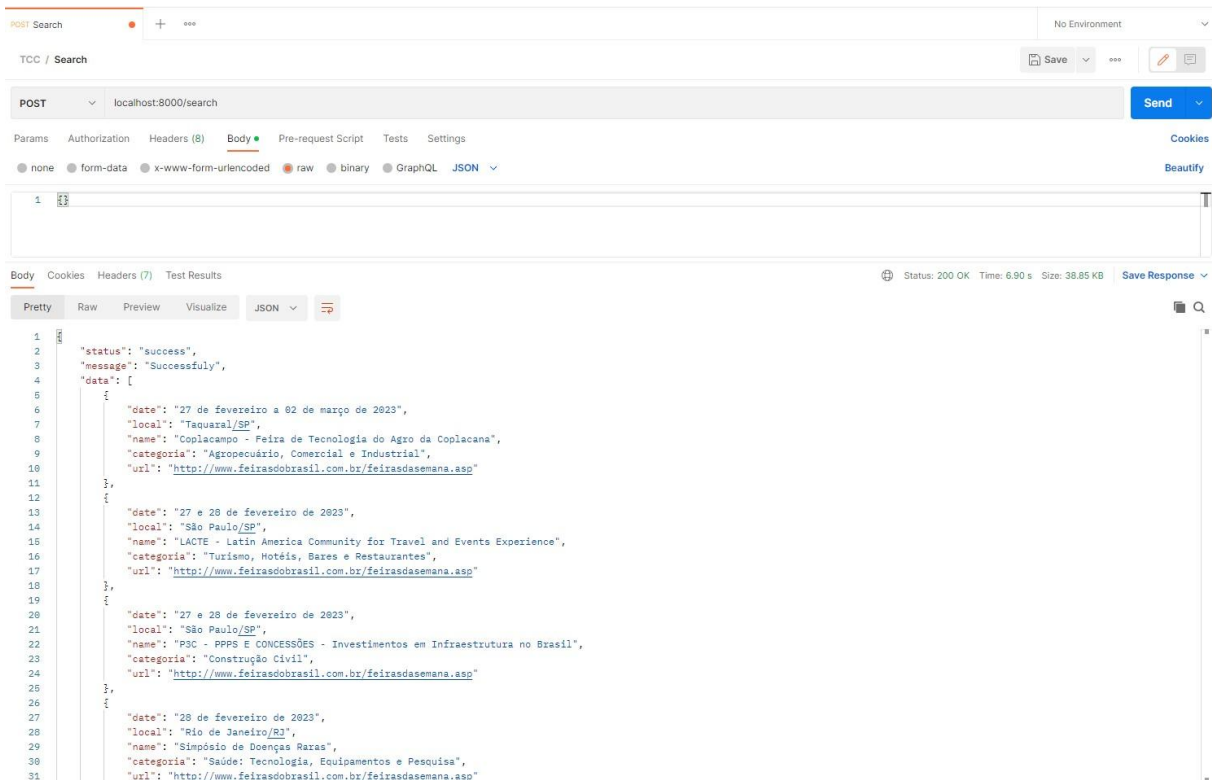 POST Search
No Environment
TCC / Search
Save
POST localhost:8000/search Send
Params Authorization Headers (8) Body Pre-request Script Tests Settings Cookies
none form-data x-www-form-urlencoded raw binary GraphQL JSON Beautify
1 {}
Body Cookies Headers (7) Test Results Status: 200 OK Time: 6.90 s Size: 38.85 KB Save Response
Pretty Raw Preview Visualize JSON
1 {
2 "status": "success",
3 "message": "Successfuly",
4 "data": [
5 {
6 "date": "27 de fevereiro a 02 de março de 2023",
7 "local": "Taquaral/SP",
8 "name": "Coplacampo - Feira de Tecnologia do Agro da Coplacana",
9 "categoria": "Agropecuário, Comercial e Industrial",
10 "url": "http://www.feirasdobrasil.com.br/feirasdasemana.asp"
11 },
12 {
13 "date": "27 e 28 de fevereiro de 2023",
14 "local": "São Paulo/SP",
15 "name": "LACTE - Latin America Community for Travel and Events Experience",
16 "categoria": "Turismo, Hotéis, Bares e Restaurantes",
17 "url": "http://www.feirasdobrasil.com.br/feirasdasemana.asp"
18 },
19 {
20 "date": "27 e 28 de fevereiro de 2023",
21 "local": "São Paulo/SP",
22 "name": "P3C - PPPS E CONCESSÕES - Investimentos em Infraestrutura no Brasil",
23 "categoria": "Construção Civil",
24 "url": "http://www.feirasdobrasil.com.br/feirasdasemana.asp"
25 },
26 {
27 "date": "28 de fevereiro de 2023",
28 "local": "Rio de Janeiro/RJ",
29 "name": "Simpósio de Doenças Raras",
30 "categoria": "Saúde: Tecnologia, Equipamentos e Pesquisa",
31 "url": "http://www.feirasdobrasil.com.br/feirasdasemana.asp"